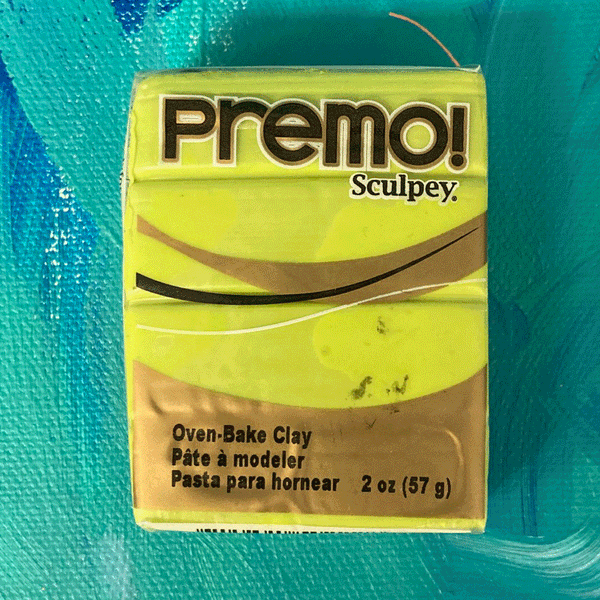 Premo!
Sculpey.
Oven-Bake Clay
Pâte à modeler
Pasta para hornear 2 oz (57 g)